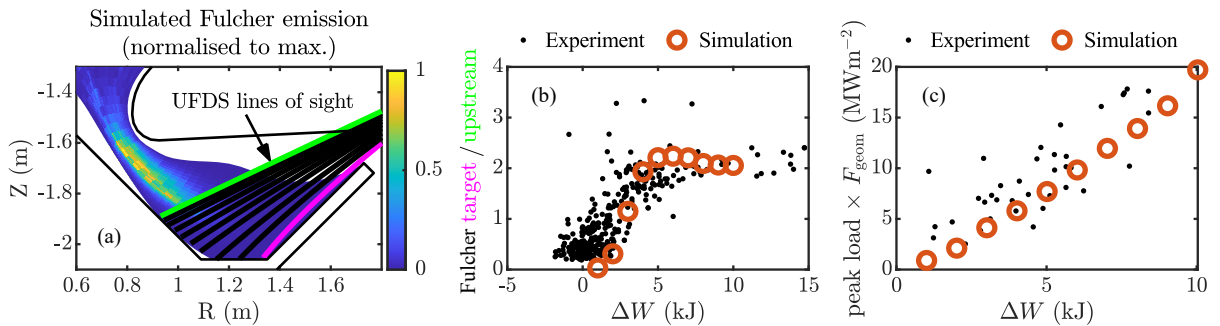 Simulated Fulcher emission
(normalised to max.)
UFDS lines of sight
(a)
Z (m)
-1.4
-1.6
-1.8
-2
0.6 0.8 1 1.2 1.4 1.6
R (m)
1
0.5
0
Experiment Simulation
(b)
Fulcher target / upstream
4
3
2
1
0
-5 0 5 10 15
ΔW (kJ)
Experiment Simulation
(c)
peak load × F_geom (MWm⁻²)
20
15
10
5
0
0 5 10
ΔW (kJ)